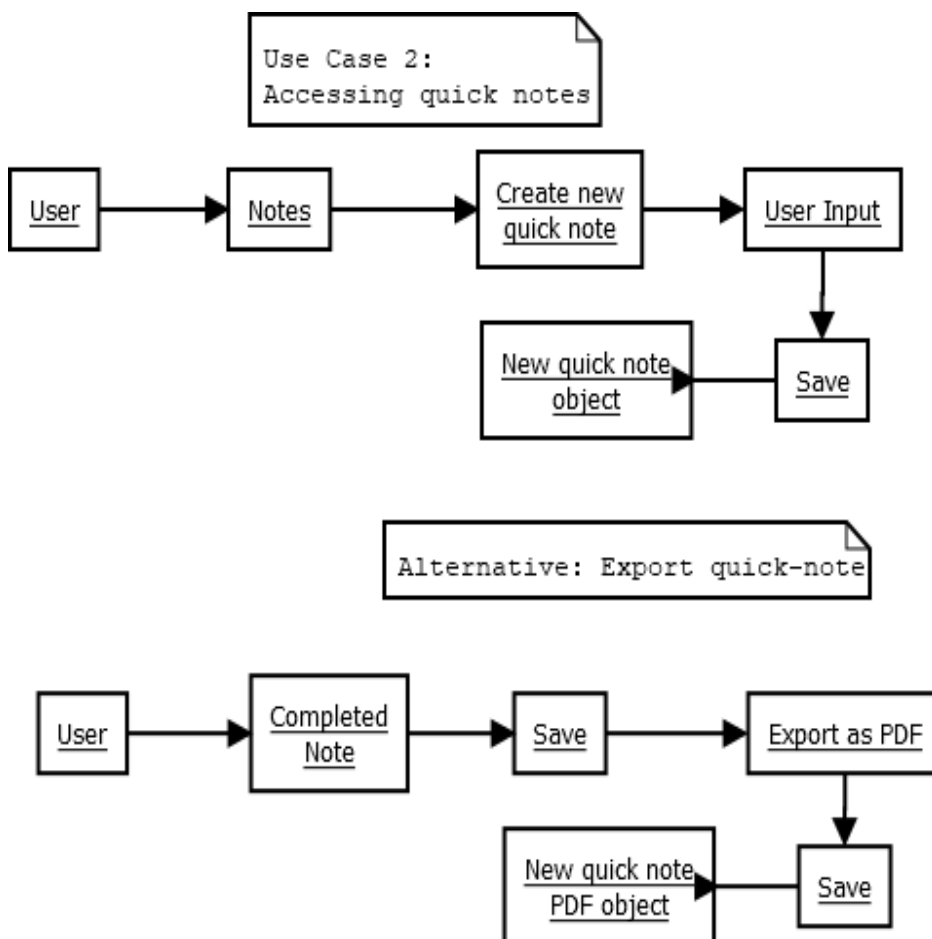 Use Case 2:
Accessing quick notes
User
Notes
Create new
quick note
User Input
New quick note
object
Save
Alternative: Export quick-note
User
Completed
Note
Save
Export as PDF
New quick note
PDF object
Save